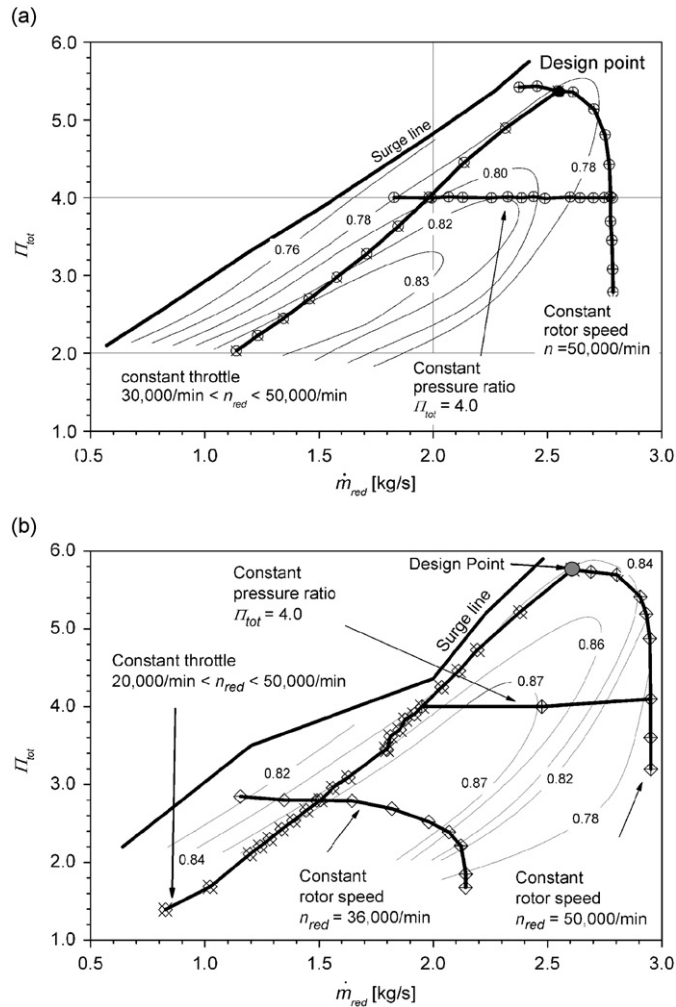 (a)
6.0
5.0
4.0
3.0
2.0
1.0
Π_tot
Design point
Surge line
0.78
0.80
0.78
0.82
0.76
0.83
Constant
rotor speed
n =50,000/min
Constant
pressure ratio
Π_tot = 4.0
constant throttle
30,000/min < n_red < 50,000/min
0.5 1.0 1.5 2.0 2.5 3.0
ṁ_red [kg/s]
(b)
6.0
5.0
4.0
3.0
2.0
1.0
Π_tot
Design Point
0.84
Constant
pressure ratio
Π_tot = 4.0
Surge line
0.86
Constant throttle
20,000/min < n_red < 50,000/min
0.87
0.82
0.87
0.82
0.84
0.78
Constant
rotor speed
n_red = 36,000/min
Constant
rotor speed
n_red = 50,000/min
0.5 1.0 1.5 2.0 2.5 3.0
ṁ_red [kg/s]